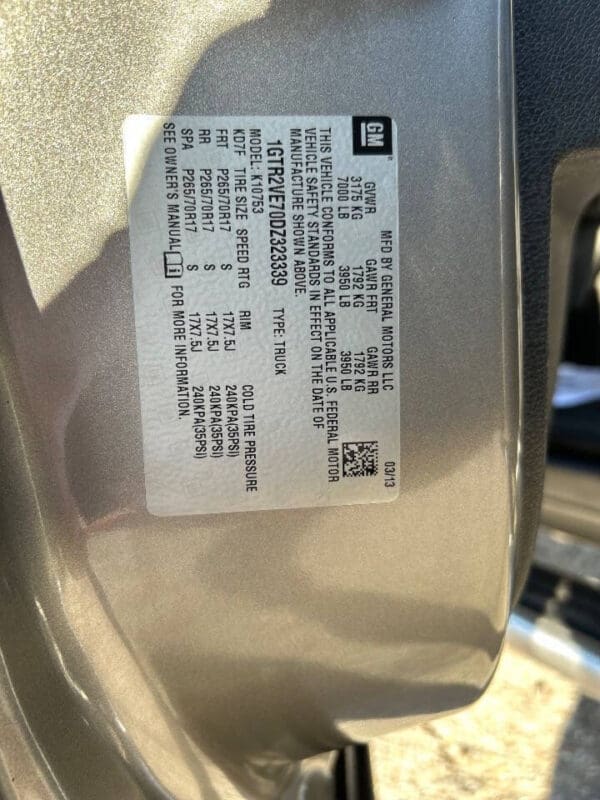 GM
MFD BY GENERAL MOTORS LLC 03/13
GVWR GAWR FRT GAWR RR
3175 KG 1792 KG 1792 KG
7000 LB 3950 LB 3950 LB
THIS VEHICLE CONFORMS TO ALL APPLICABLE U.S. FEDERAL MOTOR
VEHICLE SAFETY STANDARDS IN EFFECT ON THE DATE OF
MANUFACTURE SHOWN ABOVE.
1GTR2VE70DZ323339 TYPE: TRUCK
MODEL: K10753
KD7F TIRE SIZE SPEED RTG RIM COLD TIRE PRESSURE
FRT P265/70R17 S 17X7.5J 240KPA(35PSI)
RR P265/70R17 S 17X7.5J 240KPA(35PSI)
SPA P265/70R17 S 17X7.5J 240KPA(35PSI)
SEE OWNER'S MANUAL FOR MORE INFORMATION.